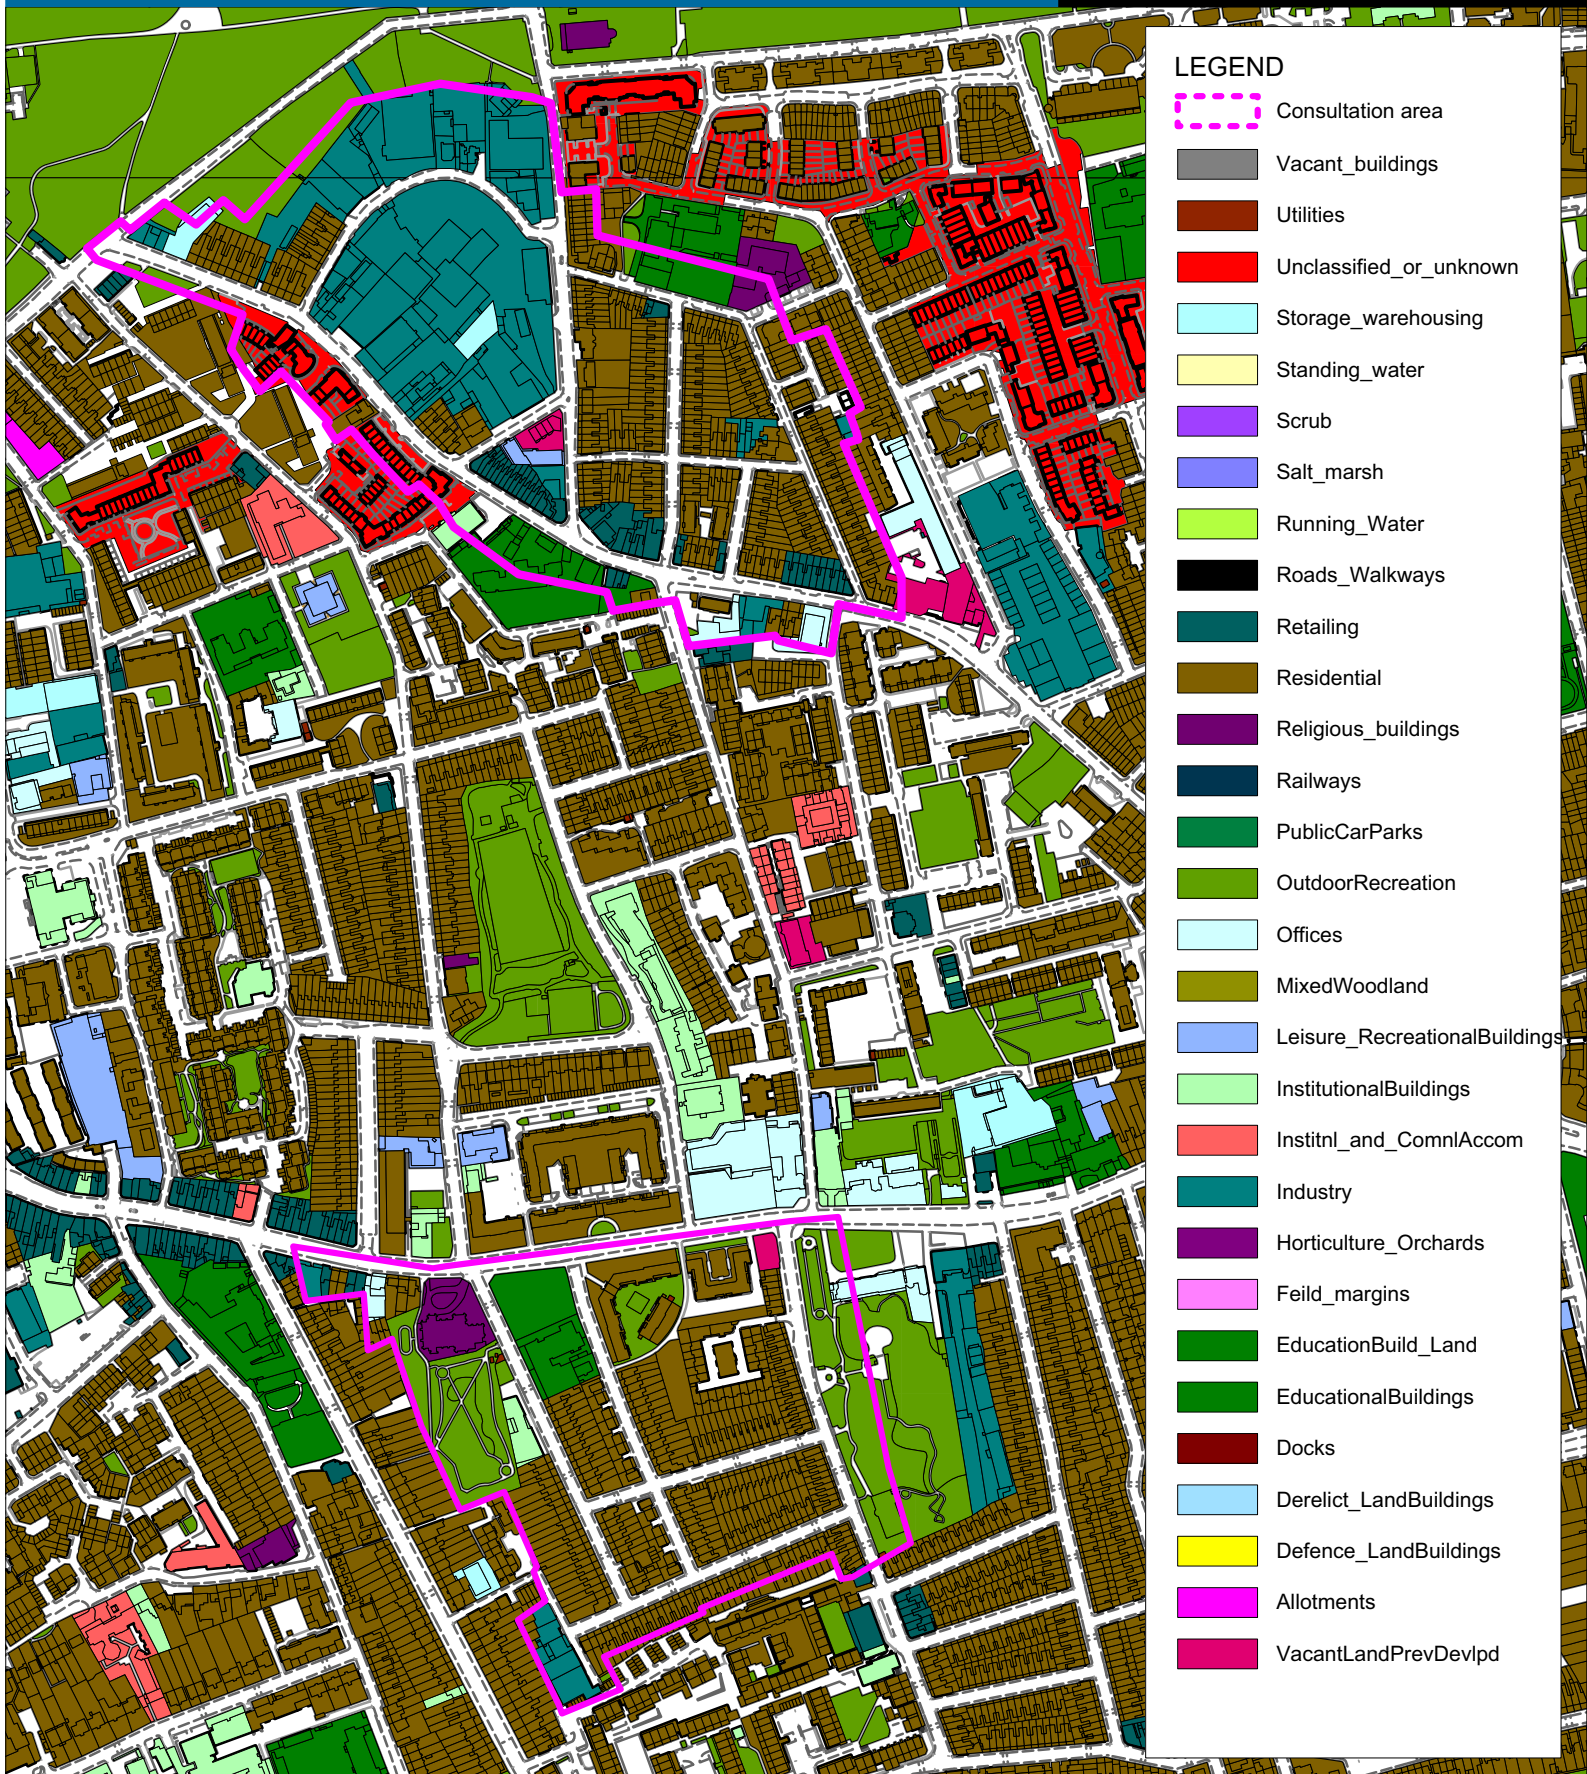 LEGEND
Consultation area
Vacant_buildings
Utilities
Unclassified_or_unknown
Storage_warehousing
Standing_water
Scrub
Salt_marsh
Running_Water
Roads_Walkways
Retailing
Residential
Religious_buildings
Railways
PublicCarParks
OutdoorRecreation
Offices
MixedWoodland
Leisure_RecreationalBuildings
InstitutionalBuildings
Institnl_and_ComnlAccom
Industry
Horticulture_Orchards
Feild_margins
EducationBuild_Land
EducationalBuildings
Docks
Derelict_LandBuildings
Defence_LandBuildings
Allotments
VacantLandPrevDevlpd